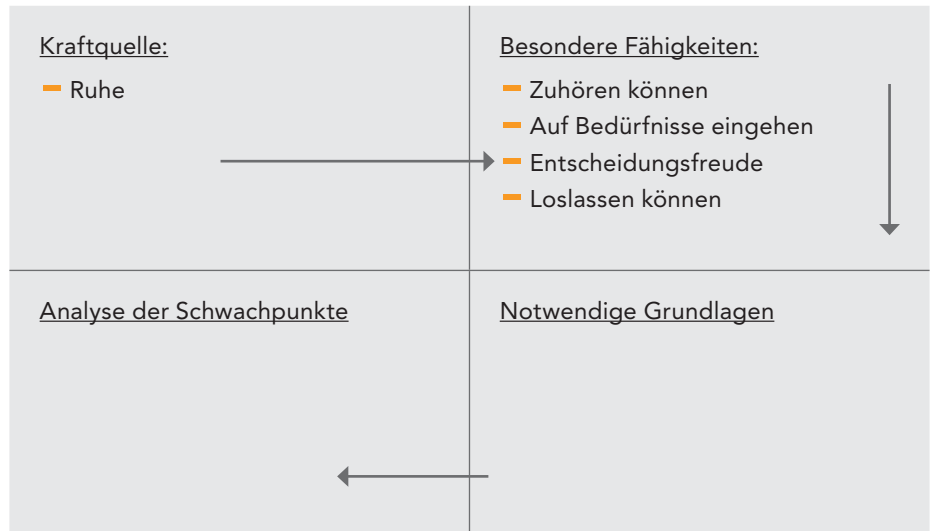 Kraftquelle:
Ruhe
Besondere Fähigkeiten:
Zuhören können
Auf Bedürfnisse eingehen
Entscheidungsfreude
Loslassen können
Analyse der Schwachpunkte
Notwendige Grundlagen